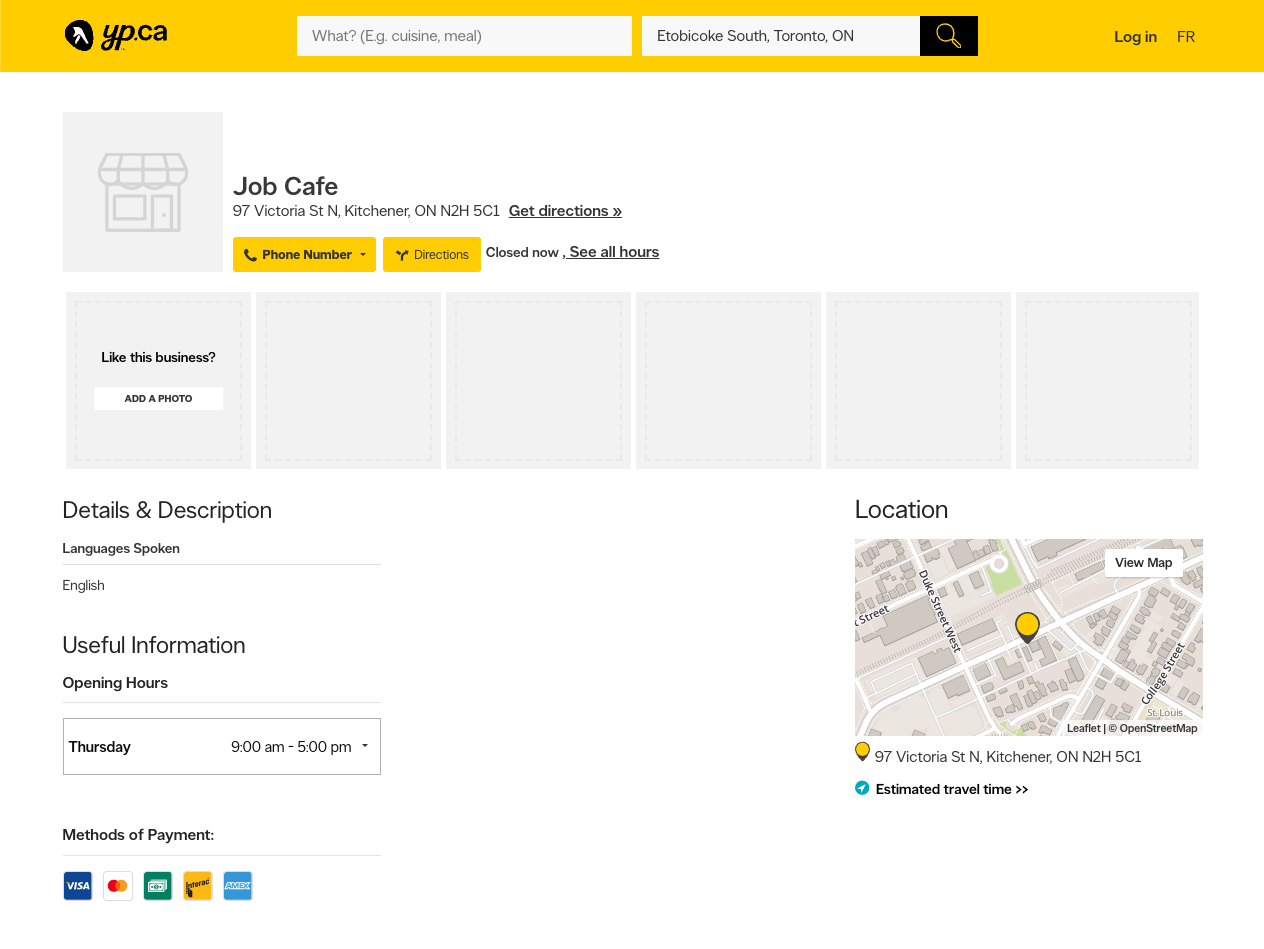 yp.ca
What? (E.g. cuisine, meal)
Etobicoke South, Toronto, ON
Log in
FR
Job Cafe
97 Victoria St N, Kitchener, ON N2H 5C1 Get directions »
Phone Number
Directions
Closed now , See all hours
Like this business?
ADD A PHOTO
Details & Description
Languages Spoken
English
Useful Information
Opening Hours
Thursday 9:00 am - 5:00 pm
Methods of Payment:
VISA
Interac
AMEX
Location
View Map
Duke Street West
k Street
College Street
St. Louis
Leaflet | © OpenStreetMap
97 Victoria St N, Kitchener, ON N2H 5C1
Estimated travel time >>